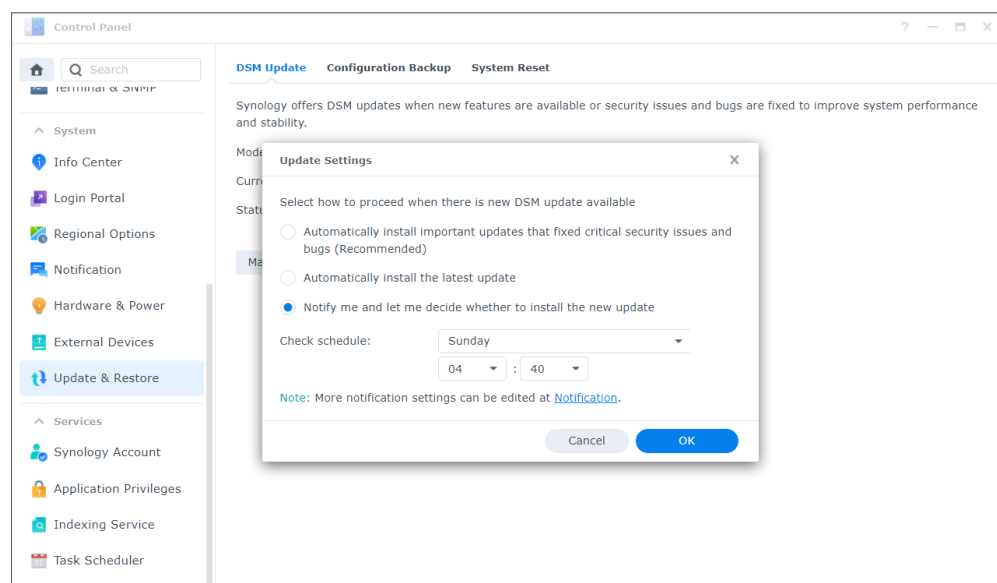 Control Panel
Search
Terminal & SNMP
System
Info Center
Login Portal
Regional Options
Notification
Hardware & Power
External Devices
Update & Restore
Services
Synology Account
Application Privileges
Indexing Service
Task Scheduler
DSM Update Configuration Backup System Reset
Synology offers DSM updates when new features are available or security issues and bugs are fixed to improve system performance
and stability.
Update Settings
Select how to proceed when there is new DSM update available
Automatically install important updates that fixed critical security issues and
bugs (Recommended)
Automatically install the latest update
Notify me and let me decide whether to install the new update
Check schedule: Sunday
04 : 40
Note: More notification settings can be edited at Notification.
Cancel OK